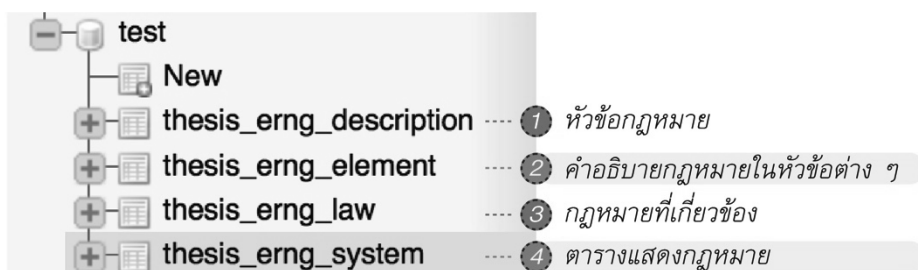 test
New
thesis_erng_description ---- 1 หัวข้อกฎหมาย
thesis_erng_element ---- 2 คำอธิบายกฎหมายในหัวข้อต่าง ๆ
thesis_erng_law ---- 3 กฎหมายที่เกี่ยวข้อง
thesis_erng_system ---- 4 ตารางแสดงกฎหมาย